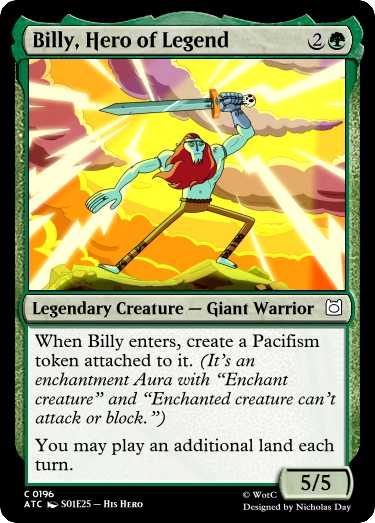 Billy, Hero of Legend 2
Legendary Creature — Giant Warrior
When Billy enters, create a Pacifism
token attached to it. (It's an
enchantment Aura with “Enchant
creature” and “Enchanted creature can't
attack or block.”)
You may play an additional land each
turn.
5/5
C 0196
ATC S01E25 — His Hero
© WotC
Designed by Nicholas Day